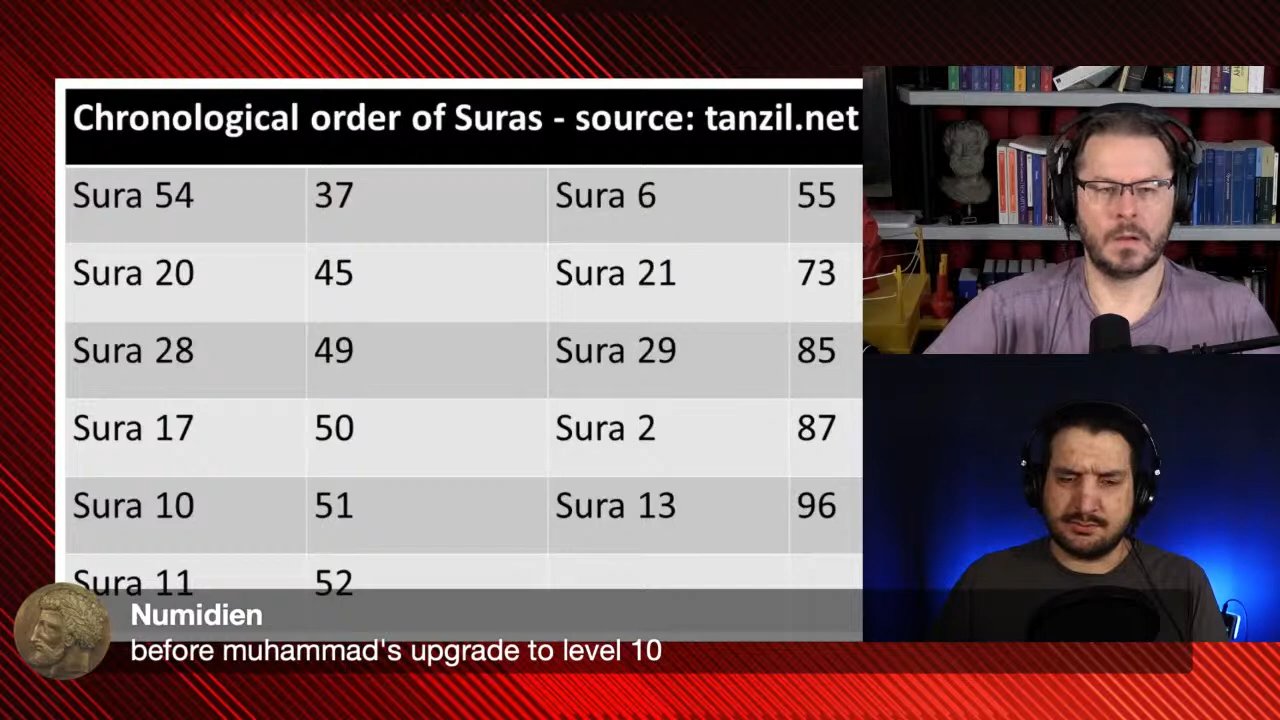 Chronological order of Suras - source: tanzil.net
Sura 54 37 Sura 6 55
Sura 20 45 Sura 21 73
Sura 28 49 Sura 29 85
Sura 17 50 Sura 2 87
Sura 10 51 Sura 13 96
Sura 11 52
Numidien
before muhammad's upgrade to level 10